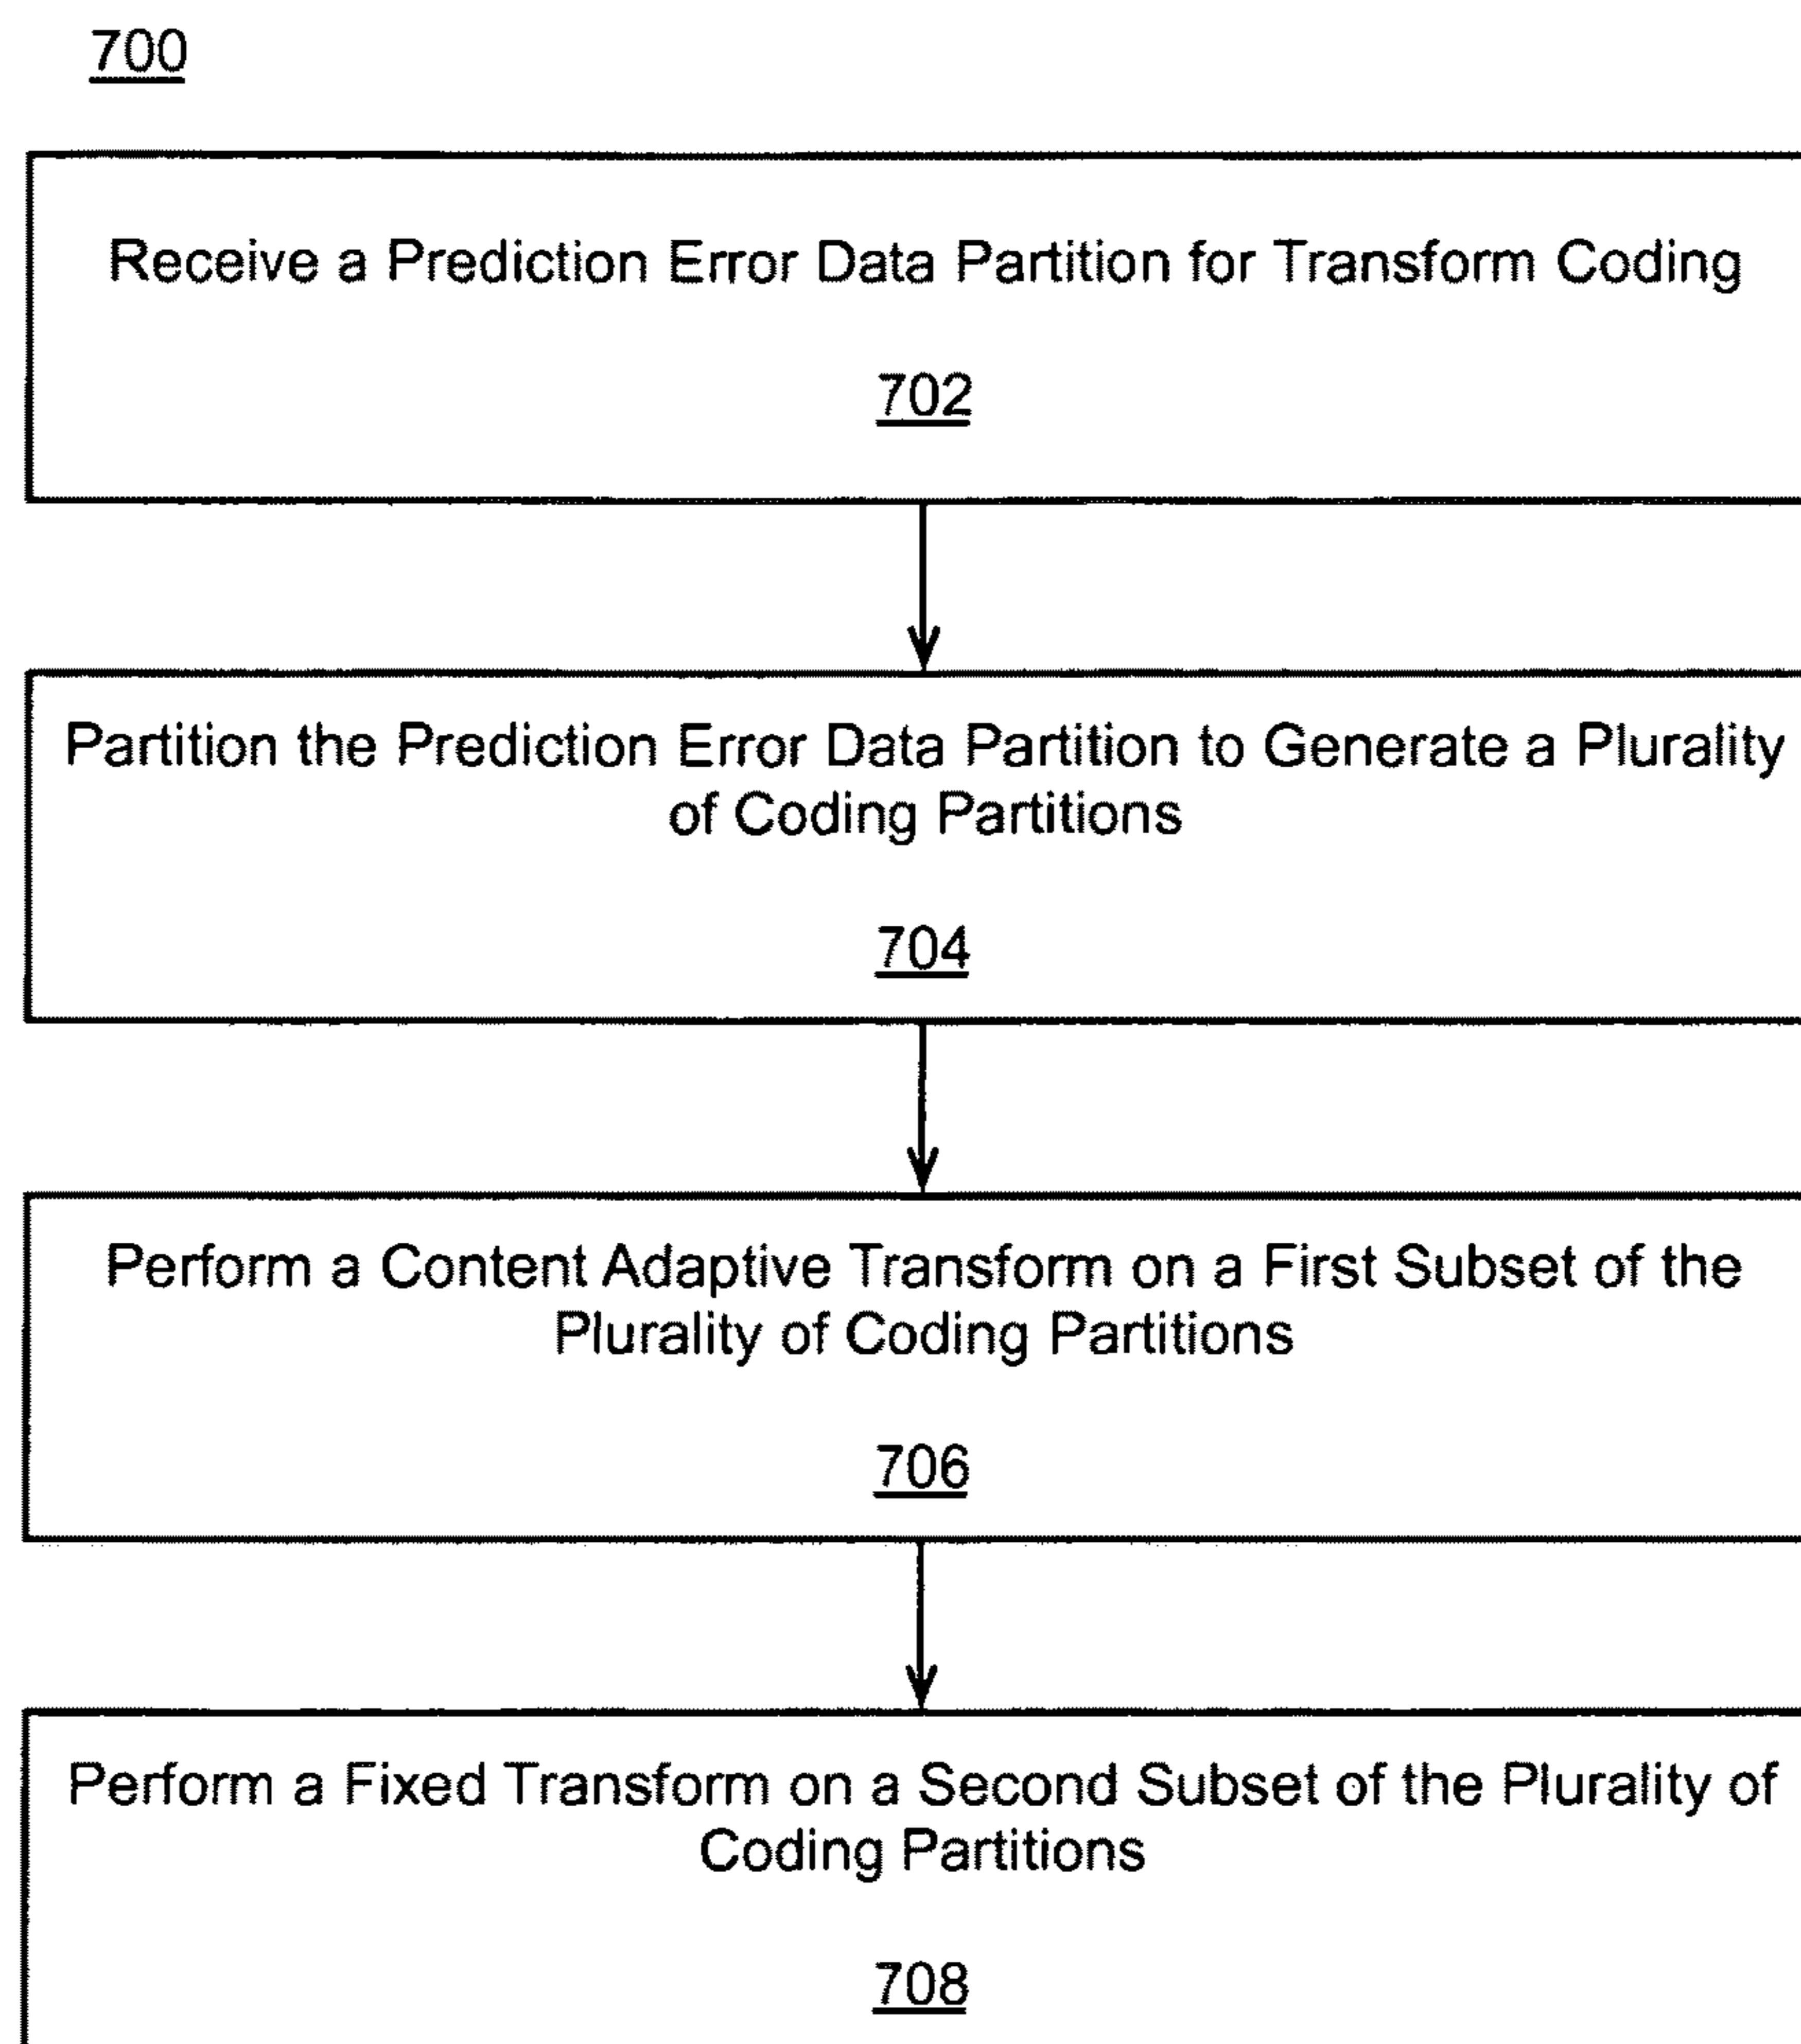 700
Receive a Prediction Error Data Partition for Transform Coding
702
Partition the Prediction Error Data Partition to Generate a Plurality
of Coding Partitions
704
Perform a Content Adaptive Transform on a First Subset of the
Plurality of Coding Partitions
706
Perform a Fixed Transform on a Second Subset of the Plurality of
Coding Partitions
708